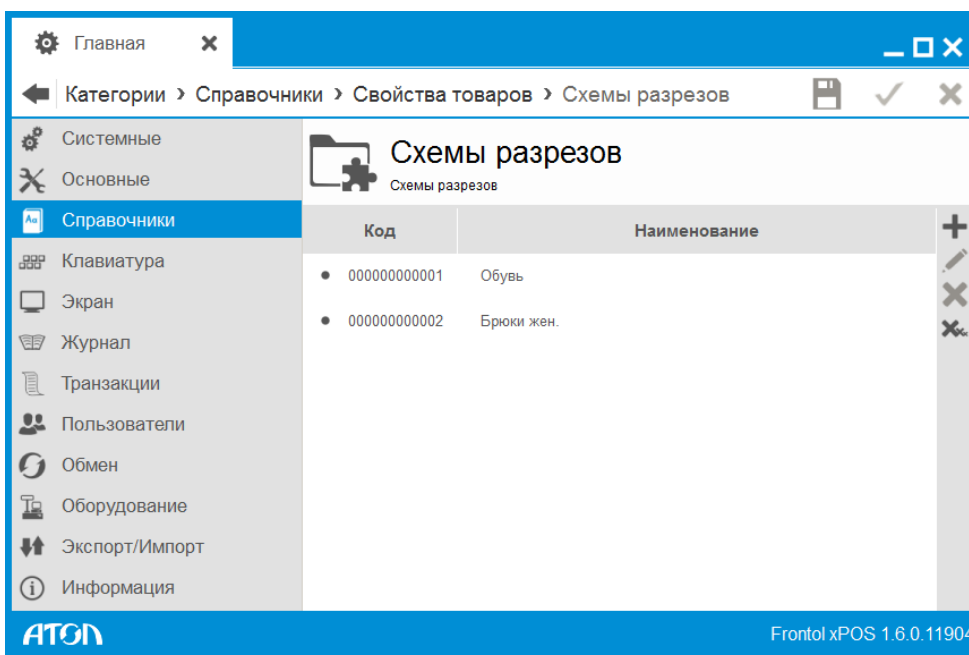 Главная
Категории › Справочники › Свойства товаров › Схемы разрезов
Системные
Основные
Aα Справочники
Клавиатура
Экран
Журнал
Транзакции
Пользователи
Обмен
Оборудование
Экспорт/Импорт
Информация
Схемы разрезов
Схемы разрезов
Код Наименование
000000000001 Обувь
000000000002 Брюки жен.
АТОЛ Frontol xPOS 1.6.0.11904